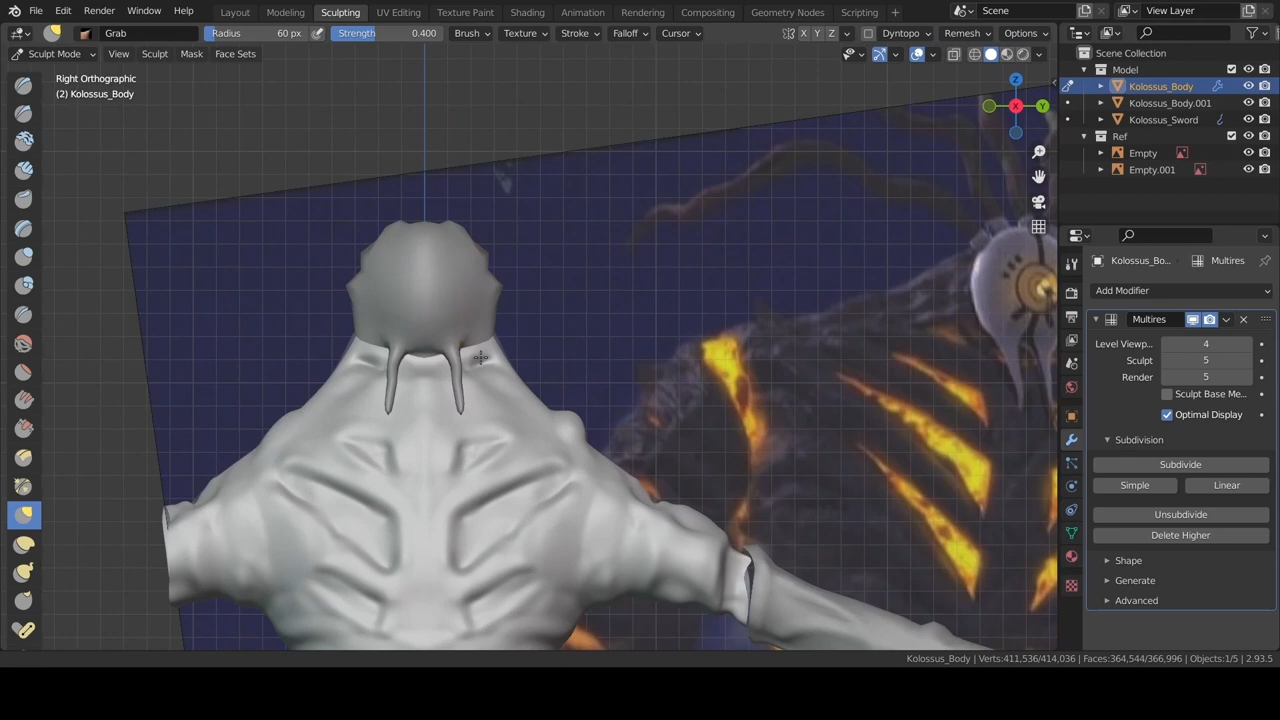 File Edit Render Window Help Layout Modeling Sculpting UV Editing Texture Paint Shading Animation Rendering Compositing Geometry Nodes Scripting Scene View Layer
Grab Radius 60 px Strength 0.400 Brush Texture Stroke Falloff Cursor X Y Z Dyntopo Remesh Options
Sculpt Mode View Sculpt Mask Face Sets
Scene Collection
Model
Kolossus_Body
Kolossus_Body.001
Kolossus_Sword
Ref
Empty
Empty.001
Right Orthographic
(2) Kolossus_Body
Z
X
Y
Kolossus_Bo... Multires
Add Modifier
Multires
Level Viewp... 4
Sculpt 5
Render 5
Sculpt Base Me...
Optimal Display
Subdivision
Subdivide
Simple Linear
Unsubdivide
Delete Higher
Shape
Generate
Advanced
Kolossus_Body | Verts:411,536/414,036 | Faces:364,544/366,996 | Objects:1/5 | 2.93.5